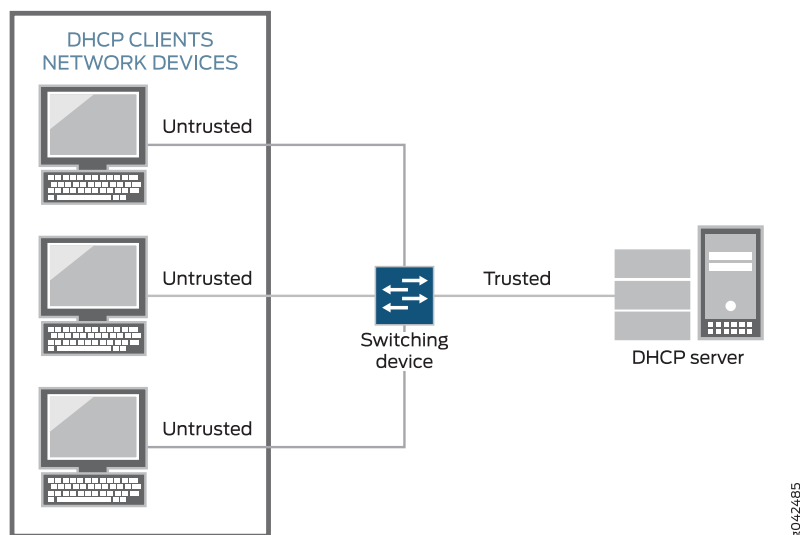 DHCP CLIENTS
NETWORK DEVICES
Untrusted
Untrusted
Trusted
Switching
device
DHCP server
Untrusted
g042485